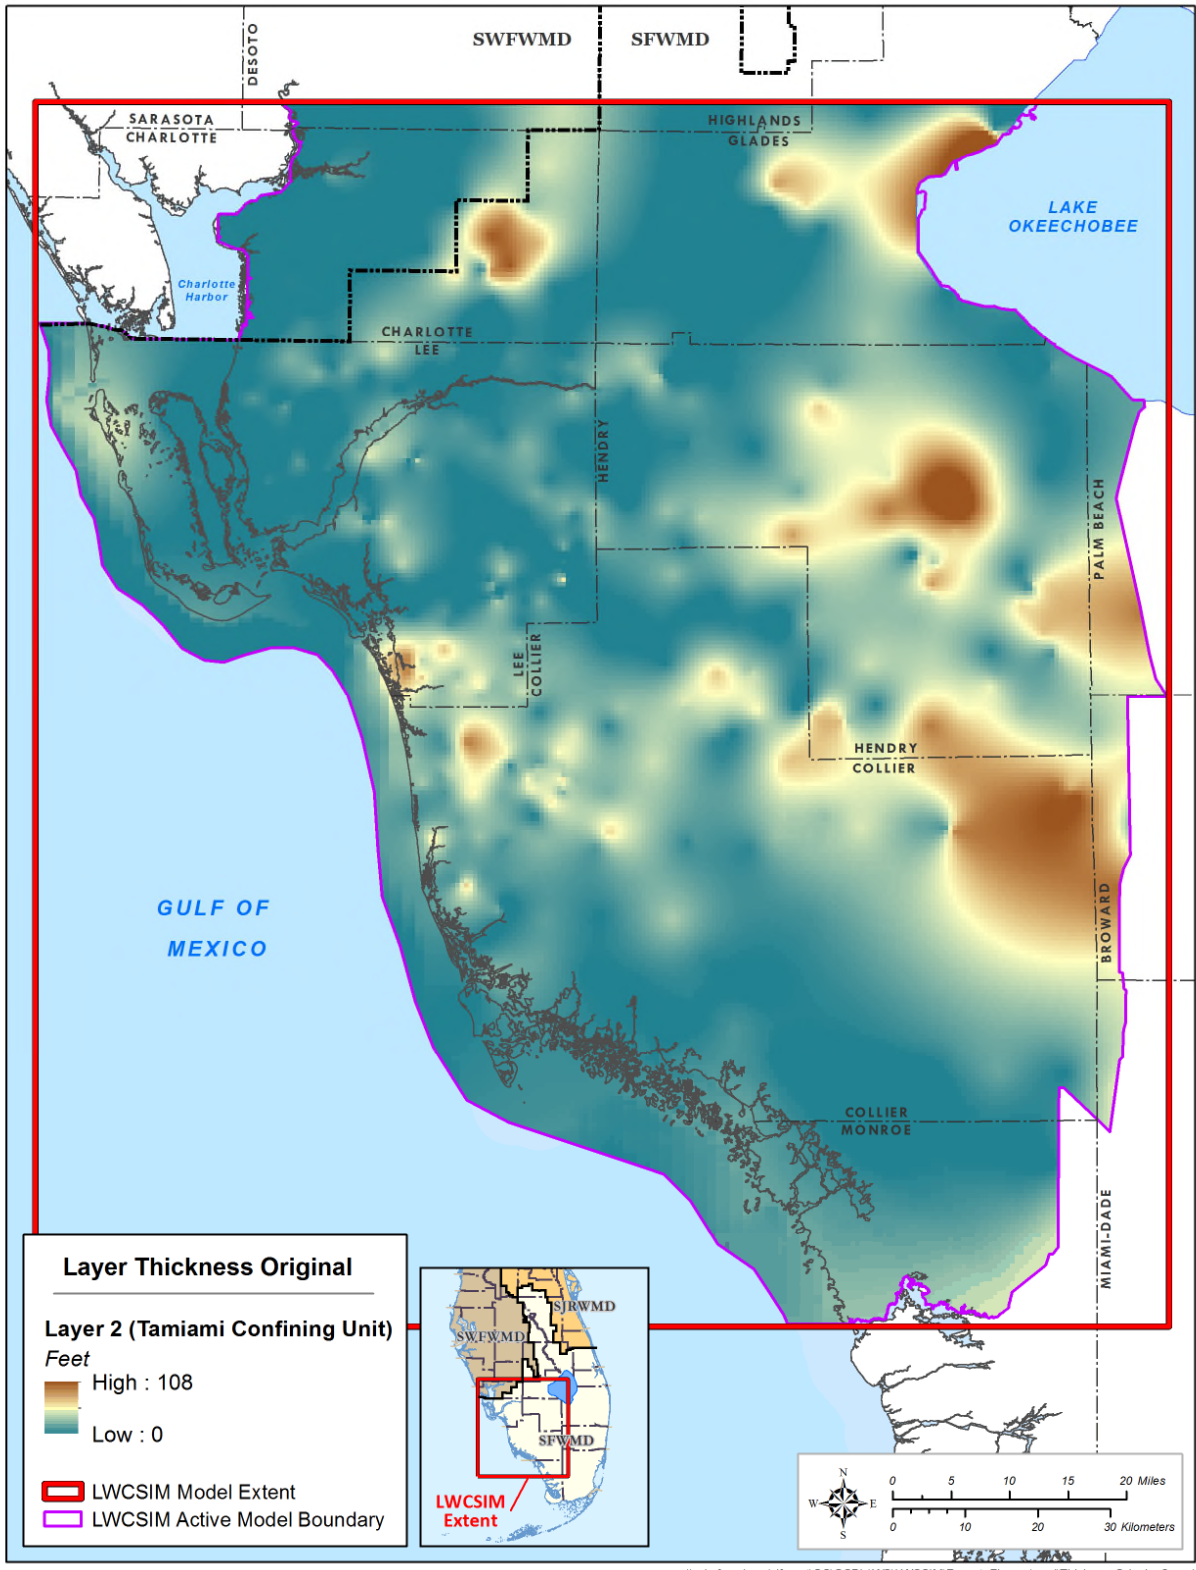 DESOTO
SWFWMD
SFWMD
SARASOTA
CHARLOTTE
HIGHLANDS
GLADES
LAKE
OKEECHOBEE
Charlotte
Harbor
CHARLOTTE
LEE
HENDRY
PALM BEACH
LEE
COLLIER
HENDRY
COLLIER
BROWARD
GULF OF
MEXICO
COLLIER
MONROE
MIAMI-DADE
Layer Thickness Original
Layer 2 (Tamiami Confining Unit)
Feet
High : 108
Low : 0
LWCSIM Model Extent
LWCSIM Active Model Boundary
SJRWMD
SWFWMD
SFWMD
LWCSIM
Extent
N
W E
S
0 5 10 15 20 Miles
0 10 20 30 Kilometers